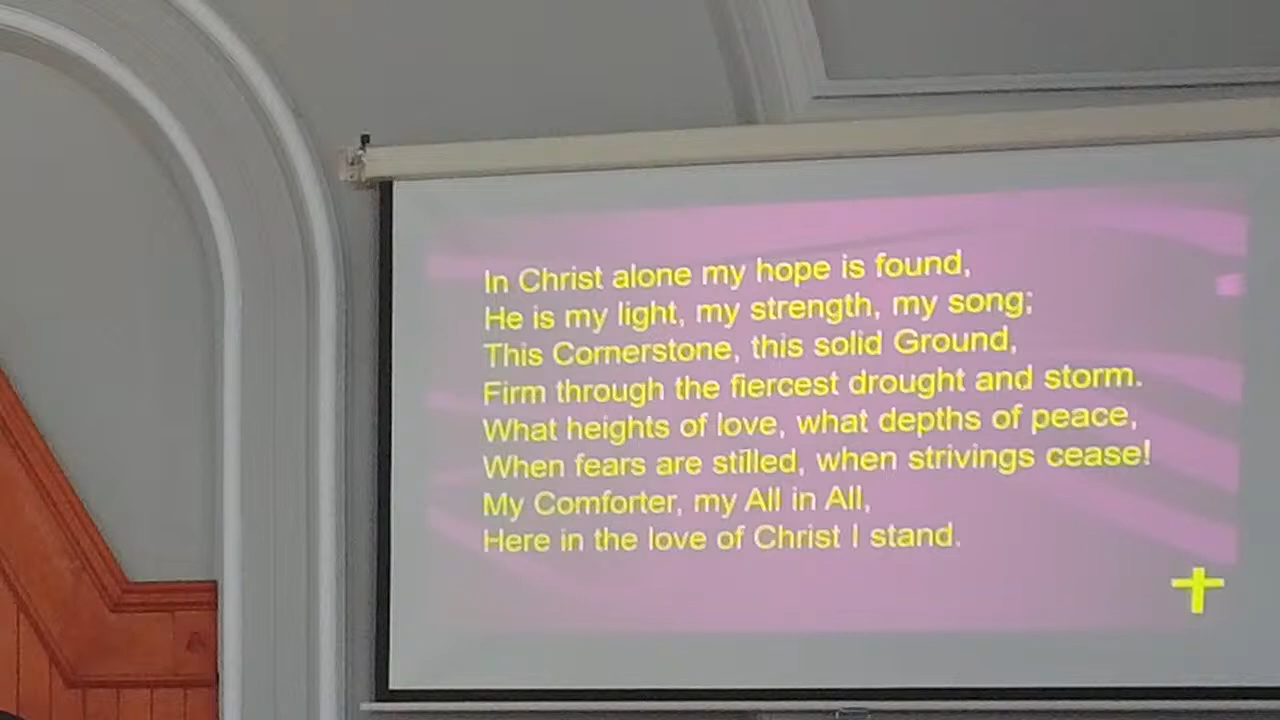 In Christ alone my hope is found,
He is my light, my strength, my song;
This Cornerstone, this solid Ground,
Firm through the fiercest drought and storm.
What heights of love, what depths of peace,
When fears are stilled, when strivings cease!
My Comforter, my All in All,
Here in the love of Christ I stand.